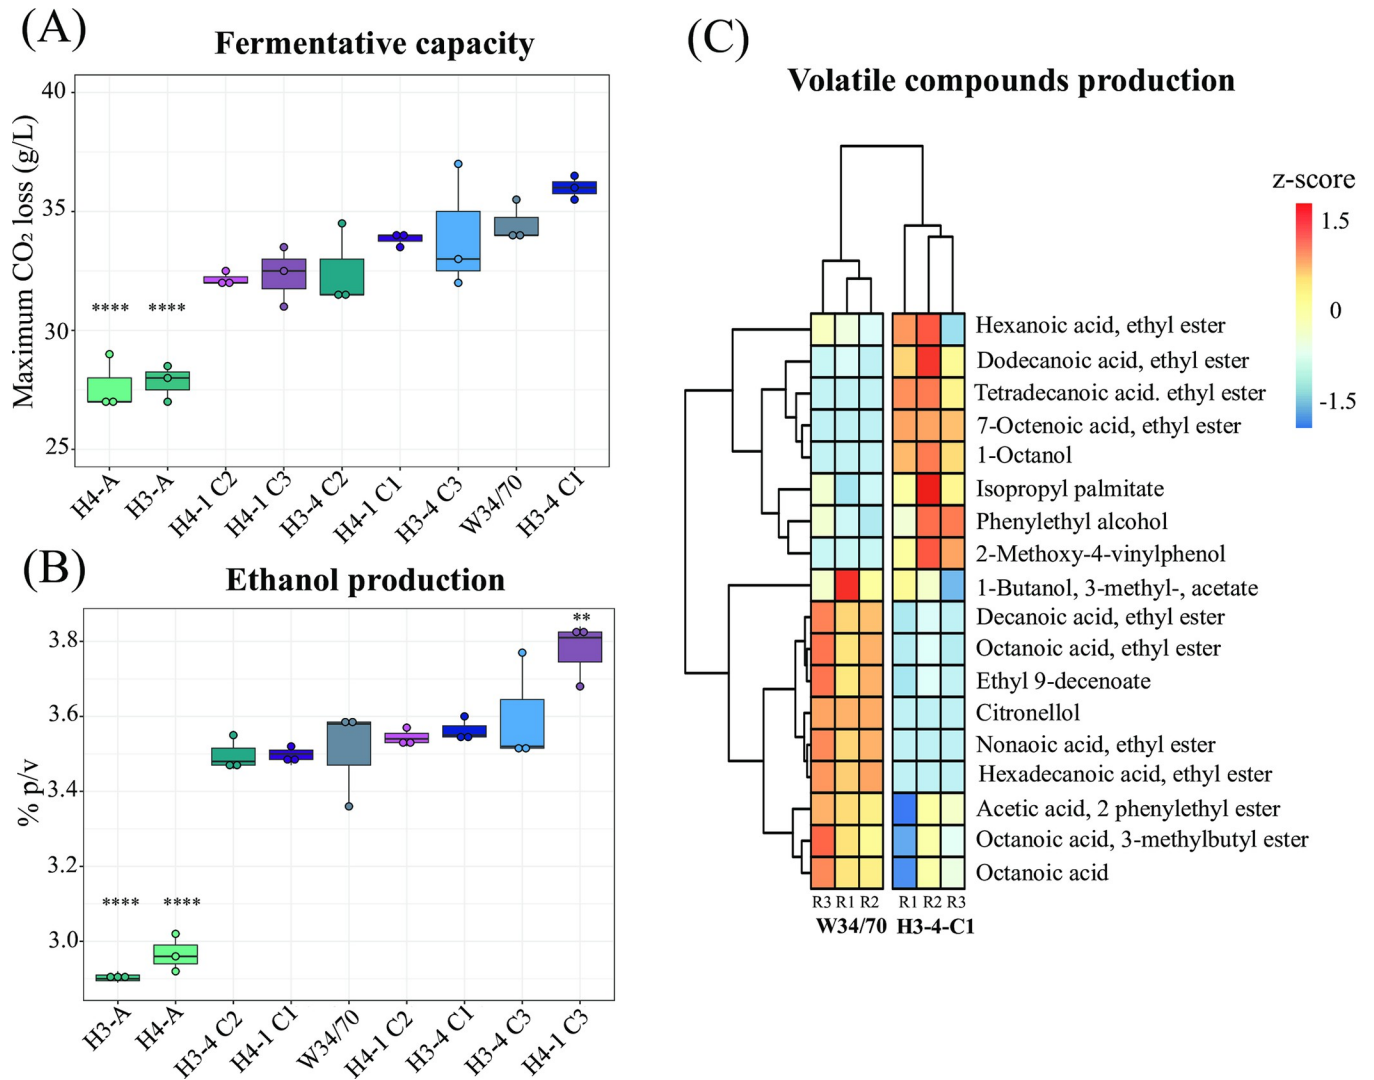 (A)
Fermentative capacity
Maximum CO₂ loss (g/L)
40
35
30
25
**** ****
H4-A
H3-A
H4-1 C2
H4-1 C3
H3-4 C2
H4-1 C1
H3-4 C3
W34/70
H3-4 C1
(B)
Ethanol production
% p/v
3.8
3.6
3.4
3.2
3.0
**
**** ****
H3-A
H4-A
H3-4 C2
H4-1 C1
W34/70
H4-1 C2
H3-4 C1
H3-4 C3
H4-1 C3
(C)
Volatile compounds production
z-score
1.5
0
-1.5
Hexanoic acid, ethyl ester
Dodecanoic acid, ethyl ester
Tetradecanoic acid. ethyl ester
7-Octenoic acid, ethyl ester
1-Octanol
Isopropyl palmitate
Phenylethyl alcohol
2-Methoxy-4-vinylphenol
1-Butanol, 3-methyl-, acetate
Decanoic acid, ethyl ester
Octanoic acid, ethyl ester
Ethyl 9-decenoate
Citronellol
Nonaoic acid, ethyl ester
Hexadecanoic acid, ethyl ester
Acetic acid, 2 phenylethyl ester
Octanoic acid, 3-methylbutyl ester
Octanoic acid
R3 R1 R2 R1 R2 R3
W34/70 H3-4-C1